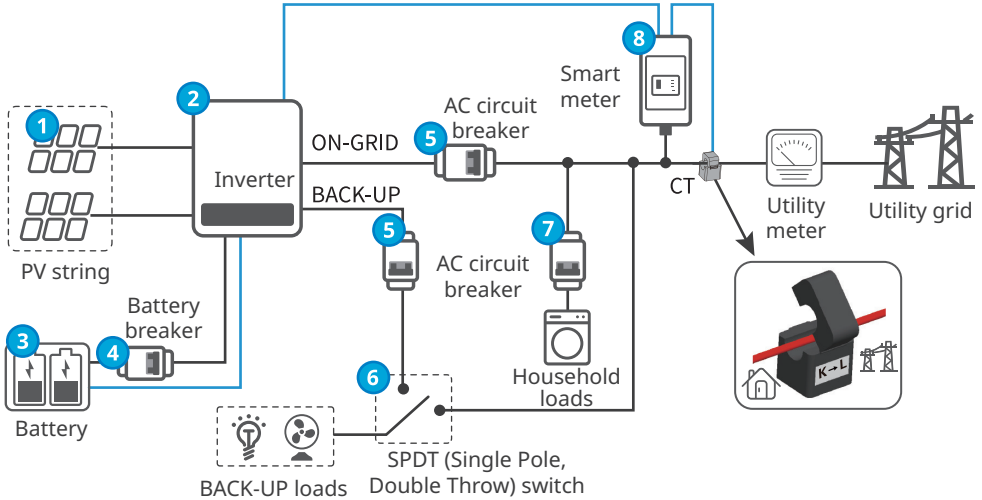 8
2
Smart
meter
AC circuit
breaker
1
5
ON-GRID
Inverter
CT
BACK-UP
Utility
meter
Utility grid
5
7
PV string
AC circuit
breaker
Battery
breaker
3
4
6
K→L
Household
loads
Battery
SPDT (Single Pole,
Double Throw) switch
BACK-UP loads